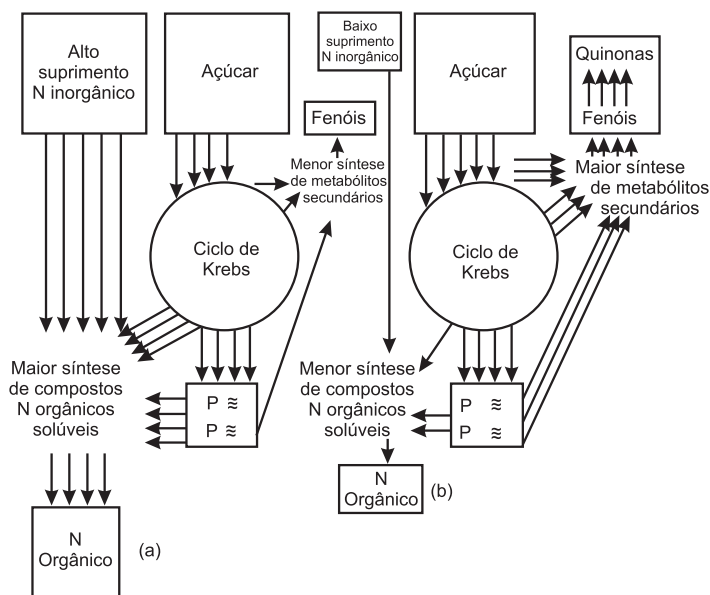 Alto
suprimento
N inorgânico
Açúcar
Fenóis
Menor síntese
de metabólitos
secundários
Ciclo de
Krebs
Maior síntese
de compostos
N orgânicos
solúveis
P ≋
P ≋
N
Orgânico
(a)
Baixo
suprimento
N inorgânico
Açúcar
Quinonas
Fenóis
Maior síntese
de metabólitos
secundários
Ciclo de
Krebs
Menor síntese
de compostos
N orgânicos
solúveis
P ≋
P ≋
N
Orgânico
(b)